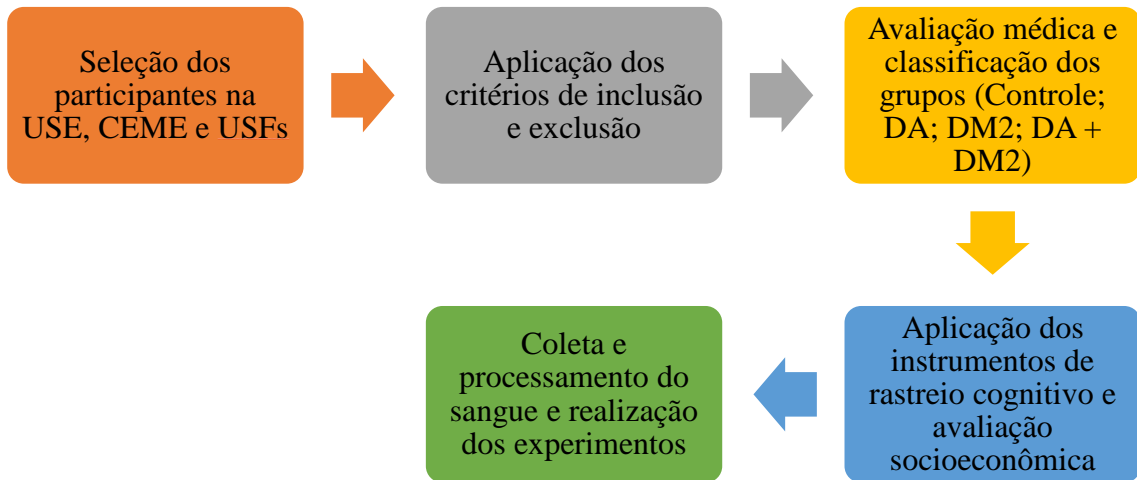 Seleção dos
participantes na
USE, CEME e USFs
Aplicação dos
critérios de inclusão
e exclusão
Avaliação médica e
classificação dos
grupos (Controle;
DA; DM2; DA +
DM2)
Aplicação dos
instrumentos de
rastreio cognitivo e
avaliação
socioeconômica
Coleta e
processamento do
sangue e realização
dos experimentos